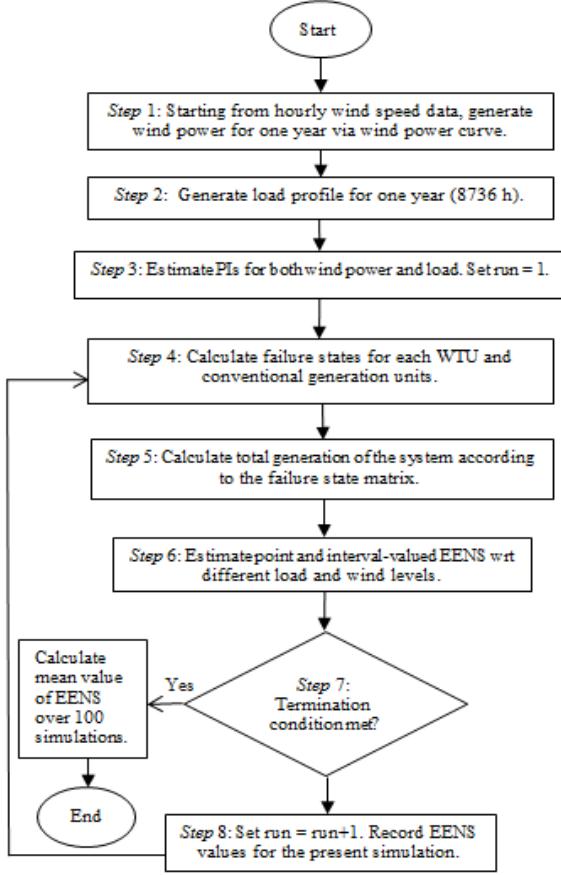 Start
Step 1: Starting from hourly wind speed data, generate
wind power for one year via wind power curve.
Step 2: Generate load profile for one year (8736 h).
Step 3: Estimate PIs for both wind power and load. Set run = 1.
Step 4: Calculate failure states for each WTU and
conventional generation units.
Step 5: Calculate total generation of the system according
to the failure state matrix.
Step 6: Estimate point and interval-valued EENS wrt
different load and wind levels.
Step 7:
Termination
condition met?
Yes
Calculate
mean value
of EENS
over 100
simulations.
End
Step 8: Set run = run+1. Record EENS
values for the present simulation.